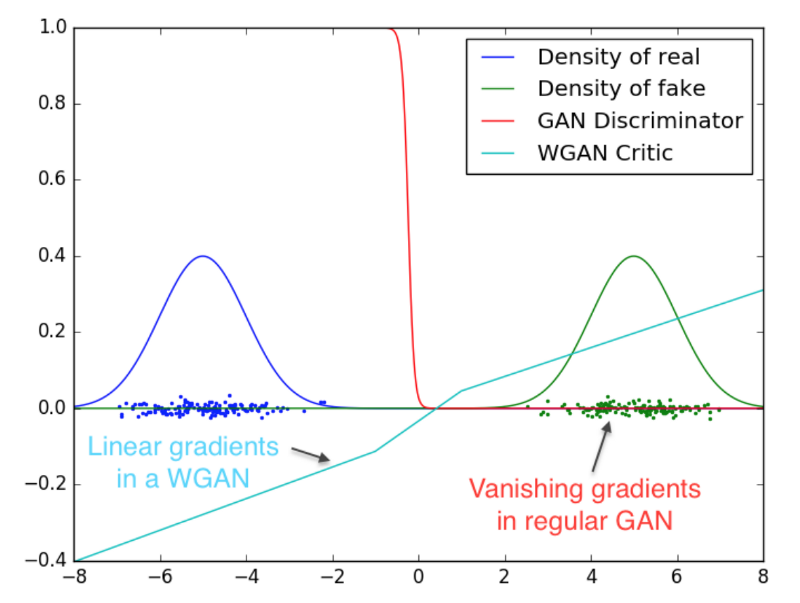 1.0
0.8
0.6
0.4
0.2
0.0
−0.2
−0.4
−8
−6
−4
−2
0
2
4
6
8
Density of real
Density of fake
GAN Discriminator
WGAN Critic
Linear gradients
in a WGAN
Vanishing gradients
in regular GAN